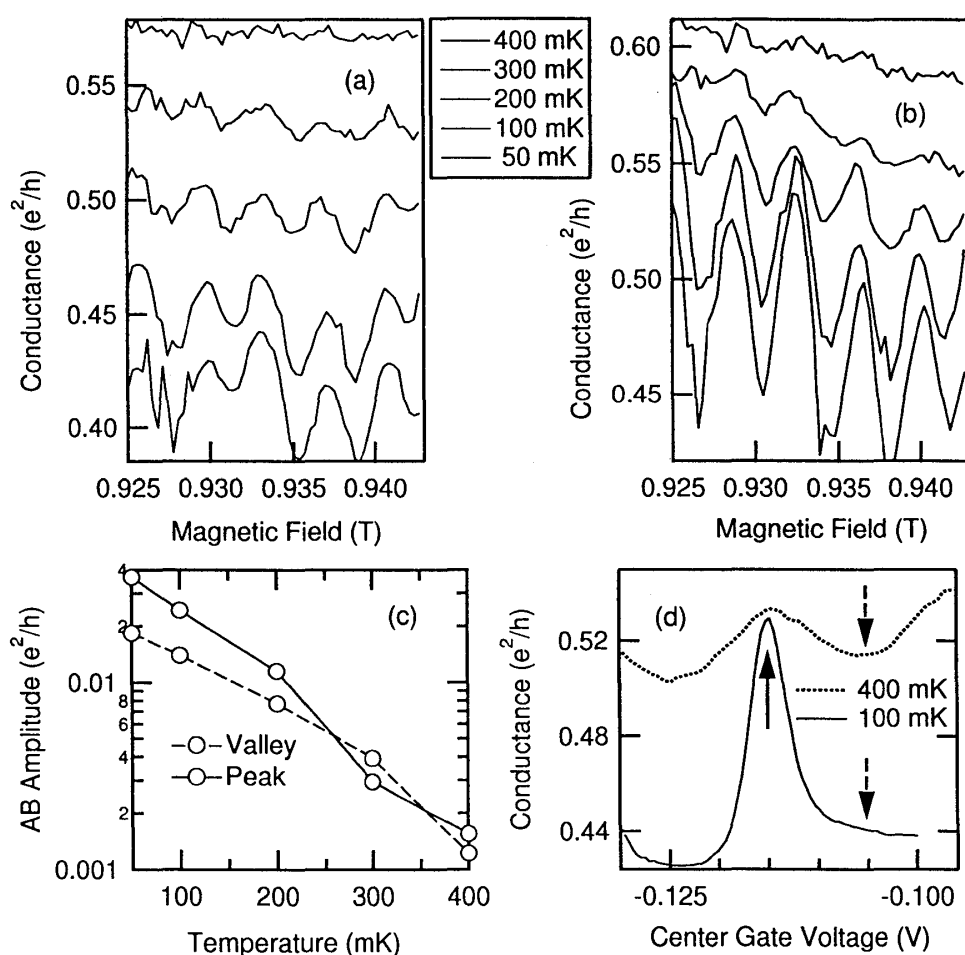 (a)
0.55
0.50
0.45
0.40
Conductance (e²/h)
0.925 0.930 0.935 0.940
Magnetic Field (T)
400 mK
300 mK
200 mK
100 mK
50 mK
(b)
0.60
0.55
0.50
0.45
Conductance (e²/h)
0.925 0.930 0.935 0.940
Magnetic Field (T)
(c)
4
2
0.01
8
6
4
2
0.001
AB Amplitude (e²/h)
Valley
Peak
100 200 300 400
Temperature (mK)
(d)
0.52
0.48
0.44
Conductance (e²/h)
400 mK
100 mK
-0.125 -0.100
Center Gate Voltage (V)